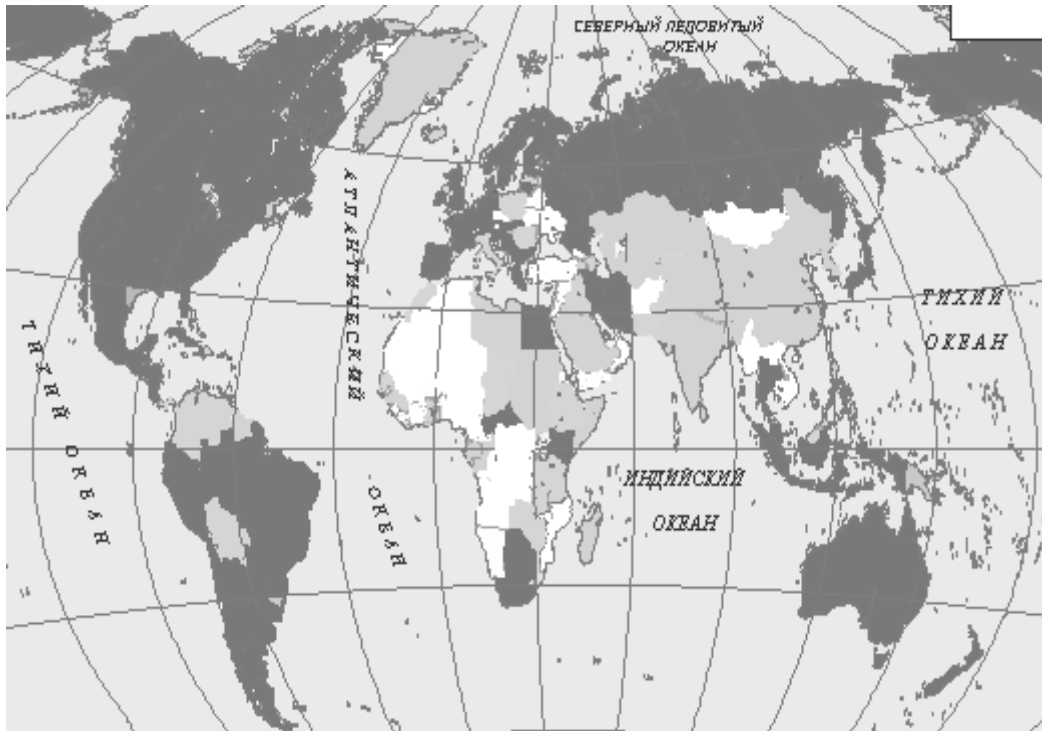 СЕВЕРНЫЙ ЛЕДОВИТЫЙ
ОКЕАН
АТЛАНТИЧЕСКИЙ
ОКЕАН
ТИХИЙ
ОКЕАН
ТИХИЙ ОКЕАН
ИНДИЙСКИЙ
ОКЕАН